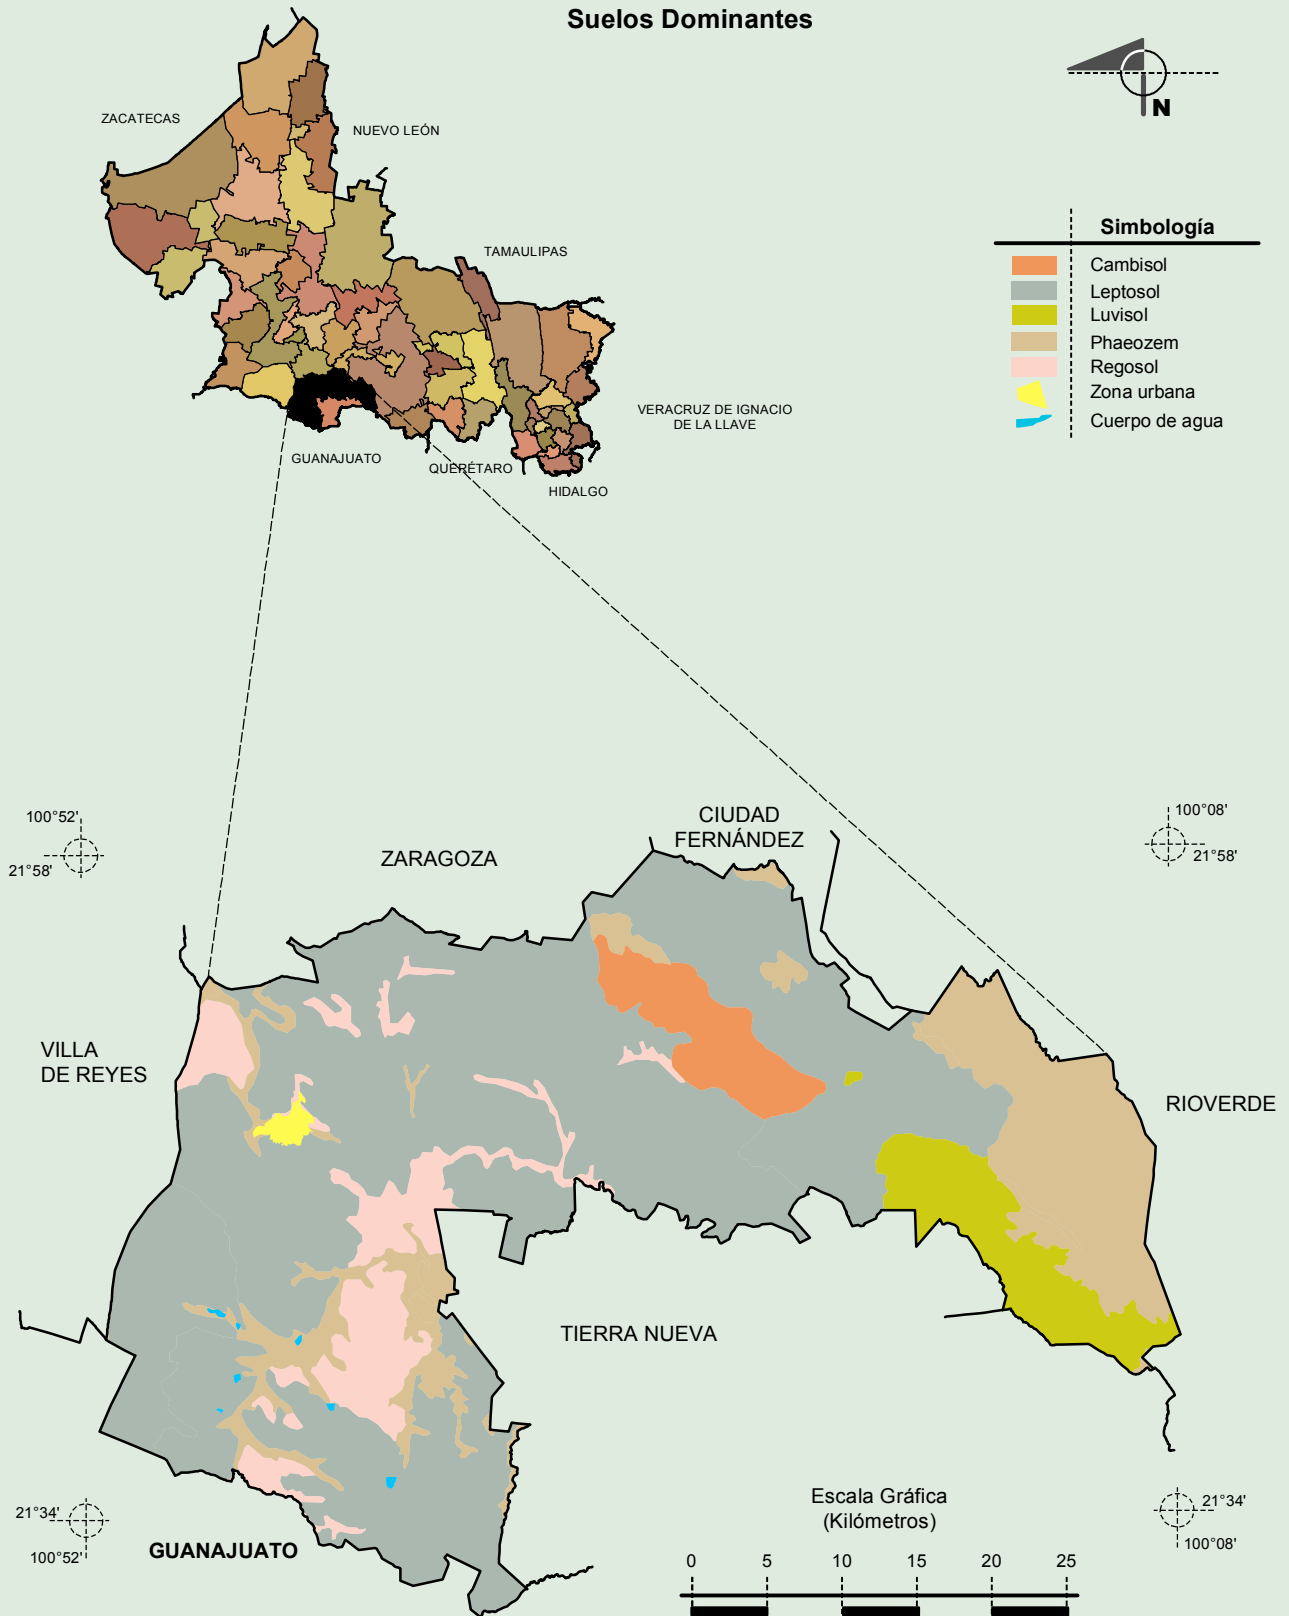 Suelos Dominantes
N
ZACATECAS
NUEVO LEÓN
TAMAULIPAS
VERACRUZ DE IGNACIO
DE LA LLAVE
GUANAJUATO
QUERÉTARO
HIDALGO
Simbología
Cambisol
Leptosol
Luvisol
Phaeozem
Regosol
Zona urbana
Cuerpo de agua
100°52'
21°58'
100°08'
21°58'
CIUDAD
FERNÁNDEZ
ZARAGOZA
VILLA
DE REYES
RIOVERDE
TIERRA NUEVA
GUANAJUATO
21°34'
100°52'
21°34'
100°08'
Escala Gráfica
(Kilómetros)
0 5 10 15 20 25